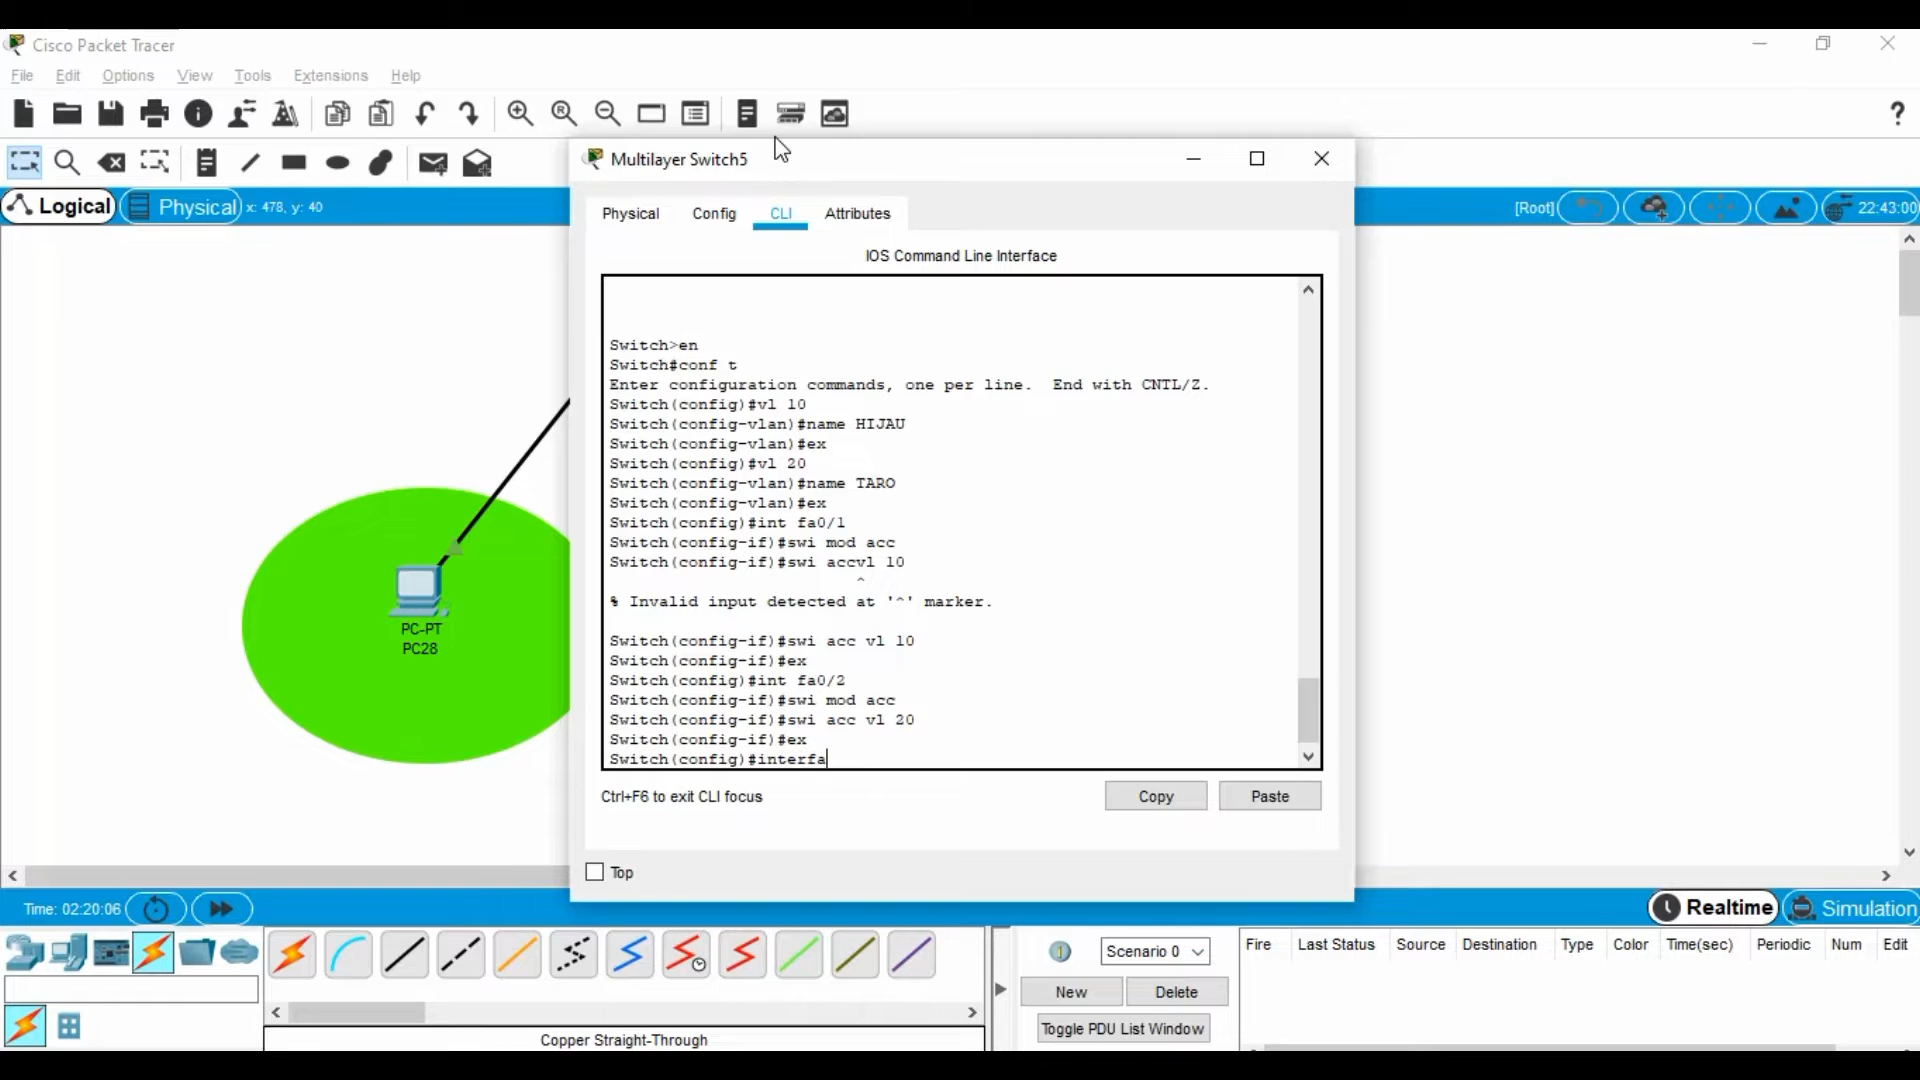 Cisco Packet Tracer
File Edit Options View Tools Extensions Help
?
Logical Physical x: 478, y: 40
[Root] 22:43:00
Multilayer Switch5
Physical Config CLI Attributes
IOS Command Line Interface
Switch>en
Switch#conf t
Enter configuration commands, one per line.  End with CNTL/Z.
Switch(config)#vl 10
Switch(config-vlan)#name HIJAU
Switch(config-vlan)#ex
Switch(config)#vl 20
Switch(config-vlan)#name TARO
Switch(config-vlan)#ex
Switch(config)#int fa0/1
Switch(config-if)#swi mod acc
Switch(config-if)#swi accvl 10
^
% Invalid input detected at '^' marker.
Switch(config-if)#swi acc vl 10
Switch(config-if)#ex
Switch(config)#int fa0/2
Switch(config-if)#swi mod acc
Switch(config-if)#swi acc vl 20
Switch(config-if)#ex
Switch(config)#interfa
Ctrl+F6 to exit CLI focus
Copy Paste
Top
PC-PT
PC28
Time: 02:20:06
Realtime Simulation
Scenario 0
New Delete
Toggle PDU List Window
Fire Last Status Source Destination Type Color Time(sec) Periodic Num Edit
Copper Straight-Through